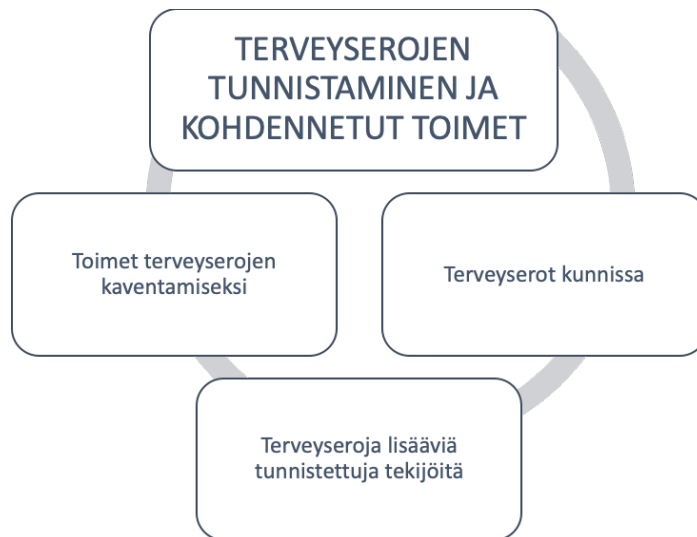 TERVEYSEROJEN
TUNNISTAMINEN JA
KOHDENNETUT TOIMET
Toimet terveyserojen
kaventamiseksi
Terveyserot kunnissa
Terveyseroja lisääviä
tunnistettuja tekijöitä